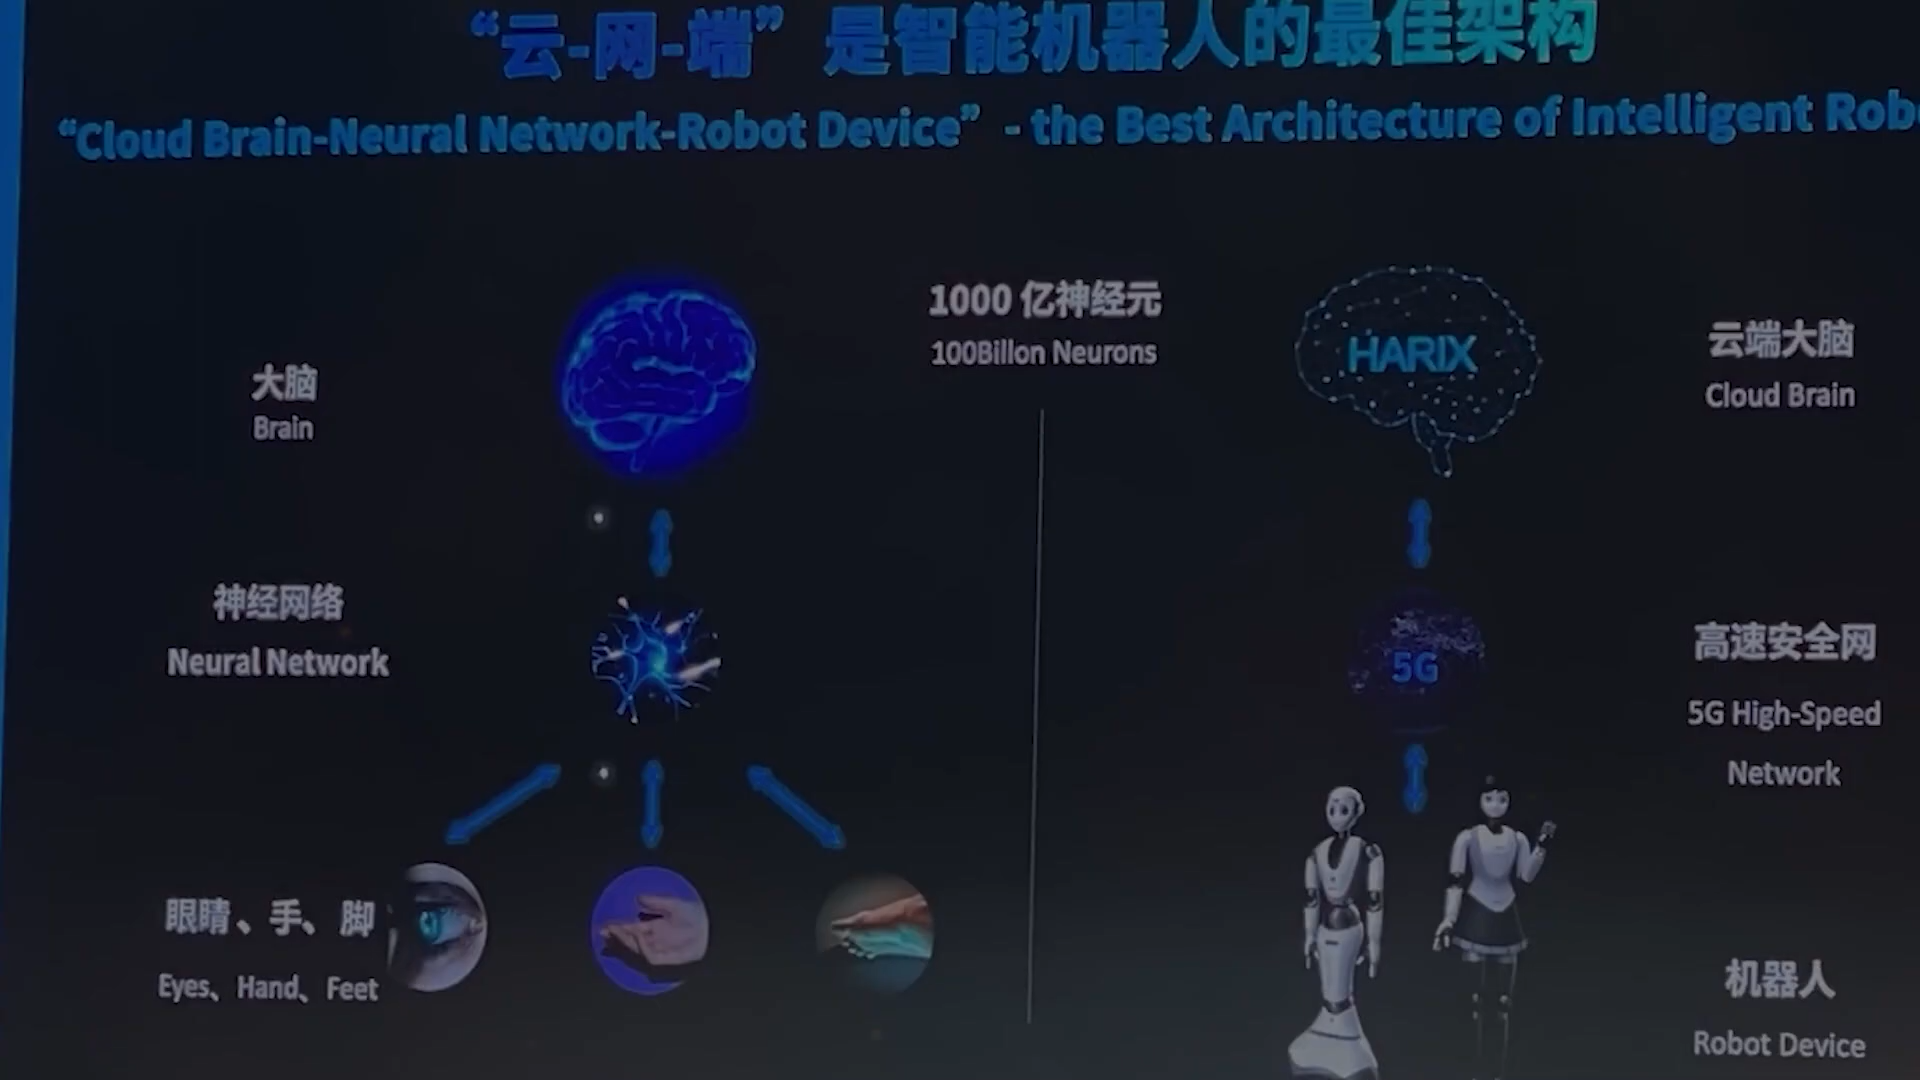 “云-网-端”是智能机器人的最佳架构
“Cloud Brain-Neural Network-Robot Device” - the Best Architecture of Intelligent Rob
大脑
Brain
1000 亿神经元
100Billon Neurons
HARIX
云端大脑
Cloud Brain
神经网络
Neural Network
5G
高速安全网
5G High-Speed
Network
眼睛、手、脚
Eyes、Hand、Feet
机器人
Robot Device